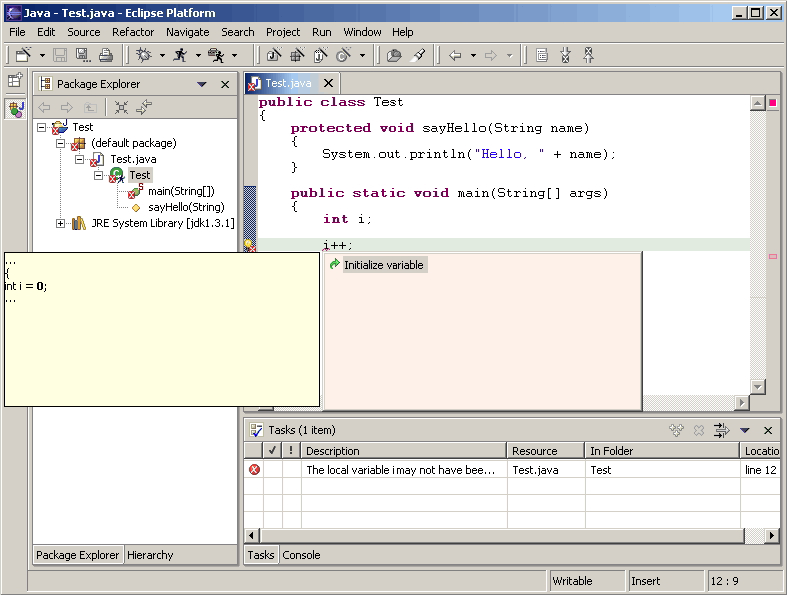 Java - Test.java - Eclipse Platform
File Edit Source Refactor Navigate Search Project Run Window Help
Package Explorer
Test
(default package)
Test.java
Test
main(String[])
sayHello(String)
JRE System Library [jdk1.3.1]
Test.java
public class Test
{
protected void sayHello(String name)
{
System.out.println("Hello, " + name);
}
public static void main(String[] args)
{
int i;
i++;
...
{
int i = 0;
...
Initialize variable
Tasks (1 item)
! Description Resource In Folder Locatio
The local variable i may not have bee... Test.java Test line 12
Package Explorer Hierarchy
Tasks Console
Writable Insert 12 : 9